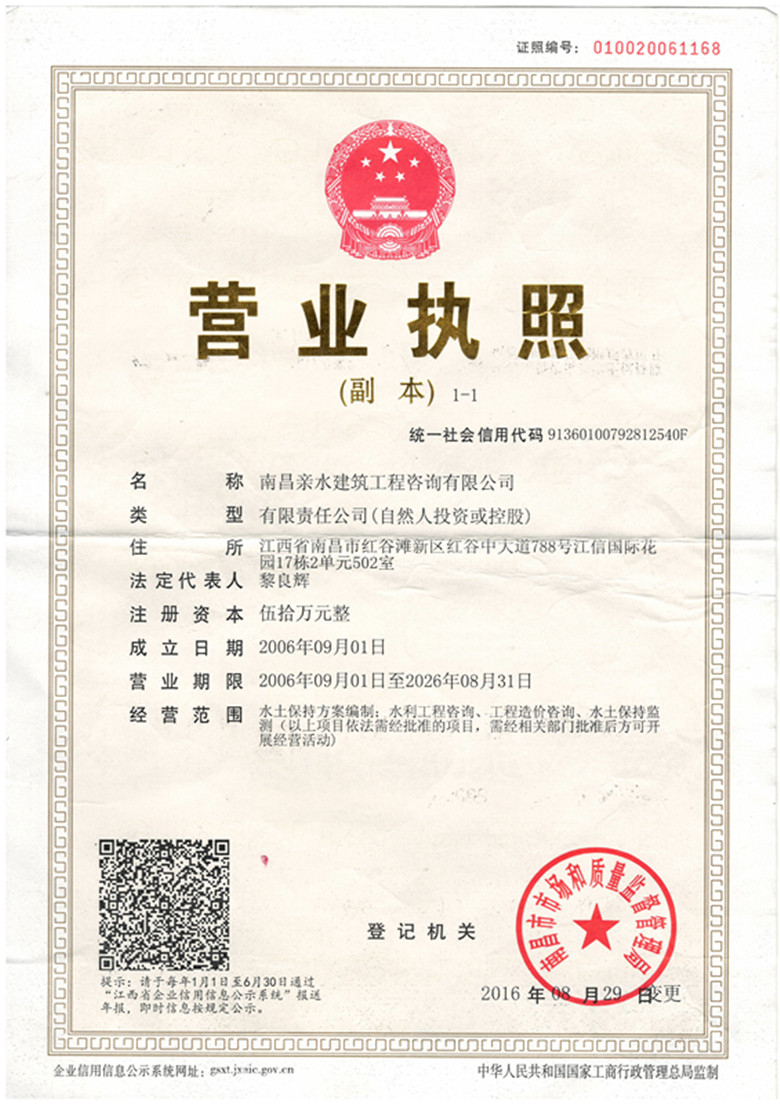 证照编号： 010020061168
营业执照
(副 本) 1-1
统一社会信用代码 91360100792812540F
名 称 南昌亲水建筑工程咨询有限公司
类 型 有限责任公司(自然人投资或控股)
住 所 江西省南昌市红谷滩新区红谷中大道788号江信国际花
园17栋2单元502室
法定代表人 黎良辉
注册资本 伍拾万元整
成立日期 2006年09月01日
营业期限 2006年09月01日至2026年08月31日
经营范围 水土保持方案编制；水利工程咨询、工程造价咨询、水土保持监
测（以上项目依法需经批准的项目，需经相关部门批准后方可开
展经营活动)
南昌市市场和质量监督管理局
登记机关
2016 年 08 月 29 日变更
提示：请于每年1月1日至6月30日通过
“江西省企业信用信息公示系统”报送
年报，即时信息按规定公示。
企业信用信息公示系统网址：gsxt.jxaic.gov.cn
中华人民共和国国家工商行政管理总局监制